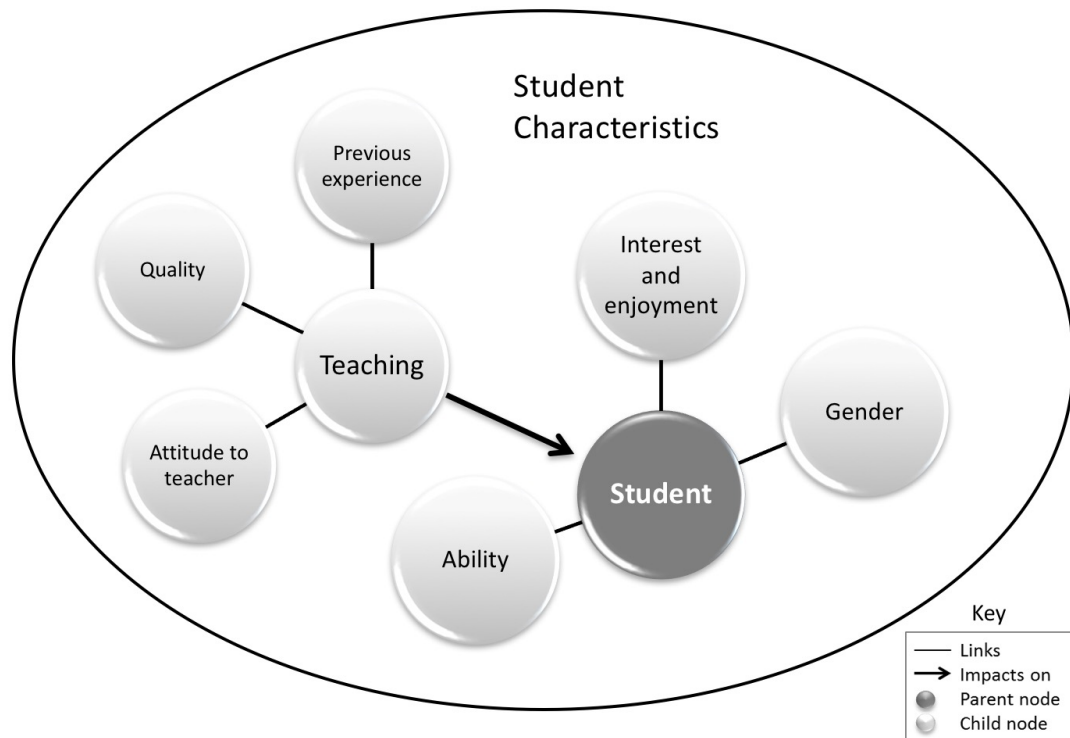 Student
Characteristics
Previous
experience
Quality
Interest
and
enjoyment
Teaching
Gender
Attitude to
teacher
Student
Ability
Key
Links
Impacts on
Parent node
Child node